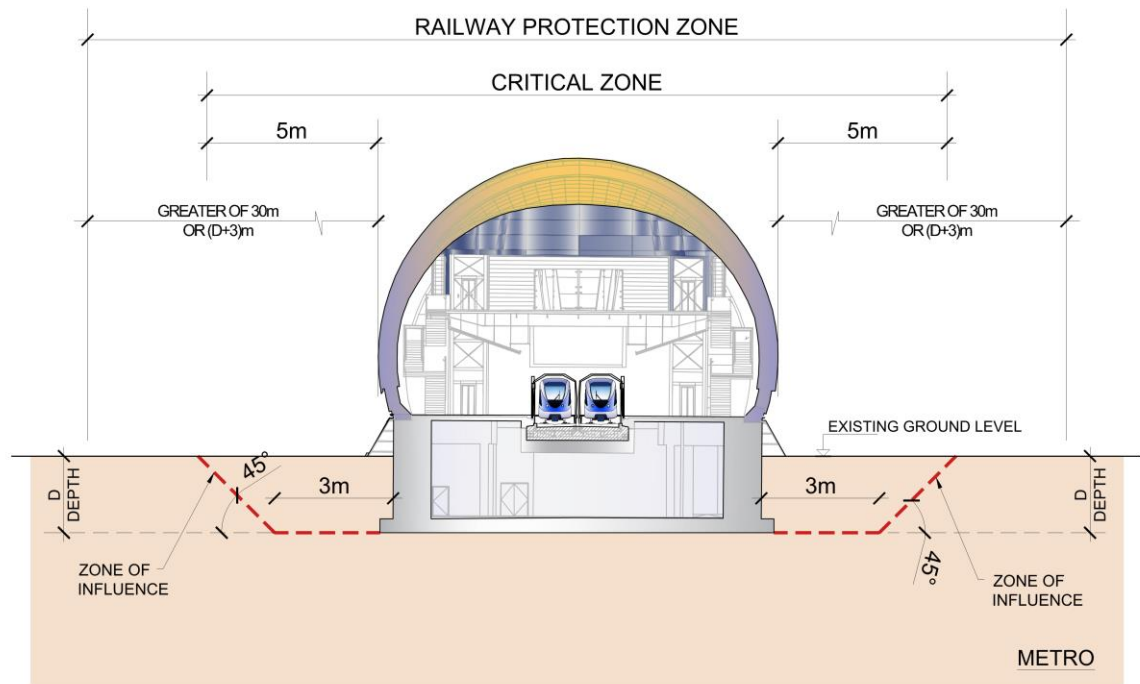 RAILWAY PROTECTION ZONE
CRITICAL ZONE
5m
5m
GREATER OF 30m
OR (D+3)m
GREATER OF 30m
OR (D+3)m
EXISTING GROUND LEVEL
D
DEPTH
45°
3m
3m
D
DEPTH
45°
ZONE OF
INFLUENCE
ZONE OF
INFLUENCE
METRO